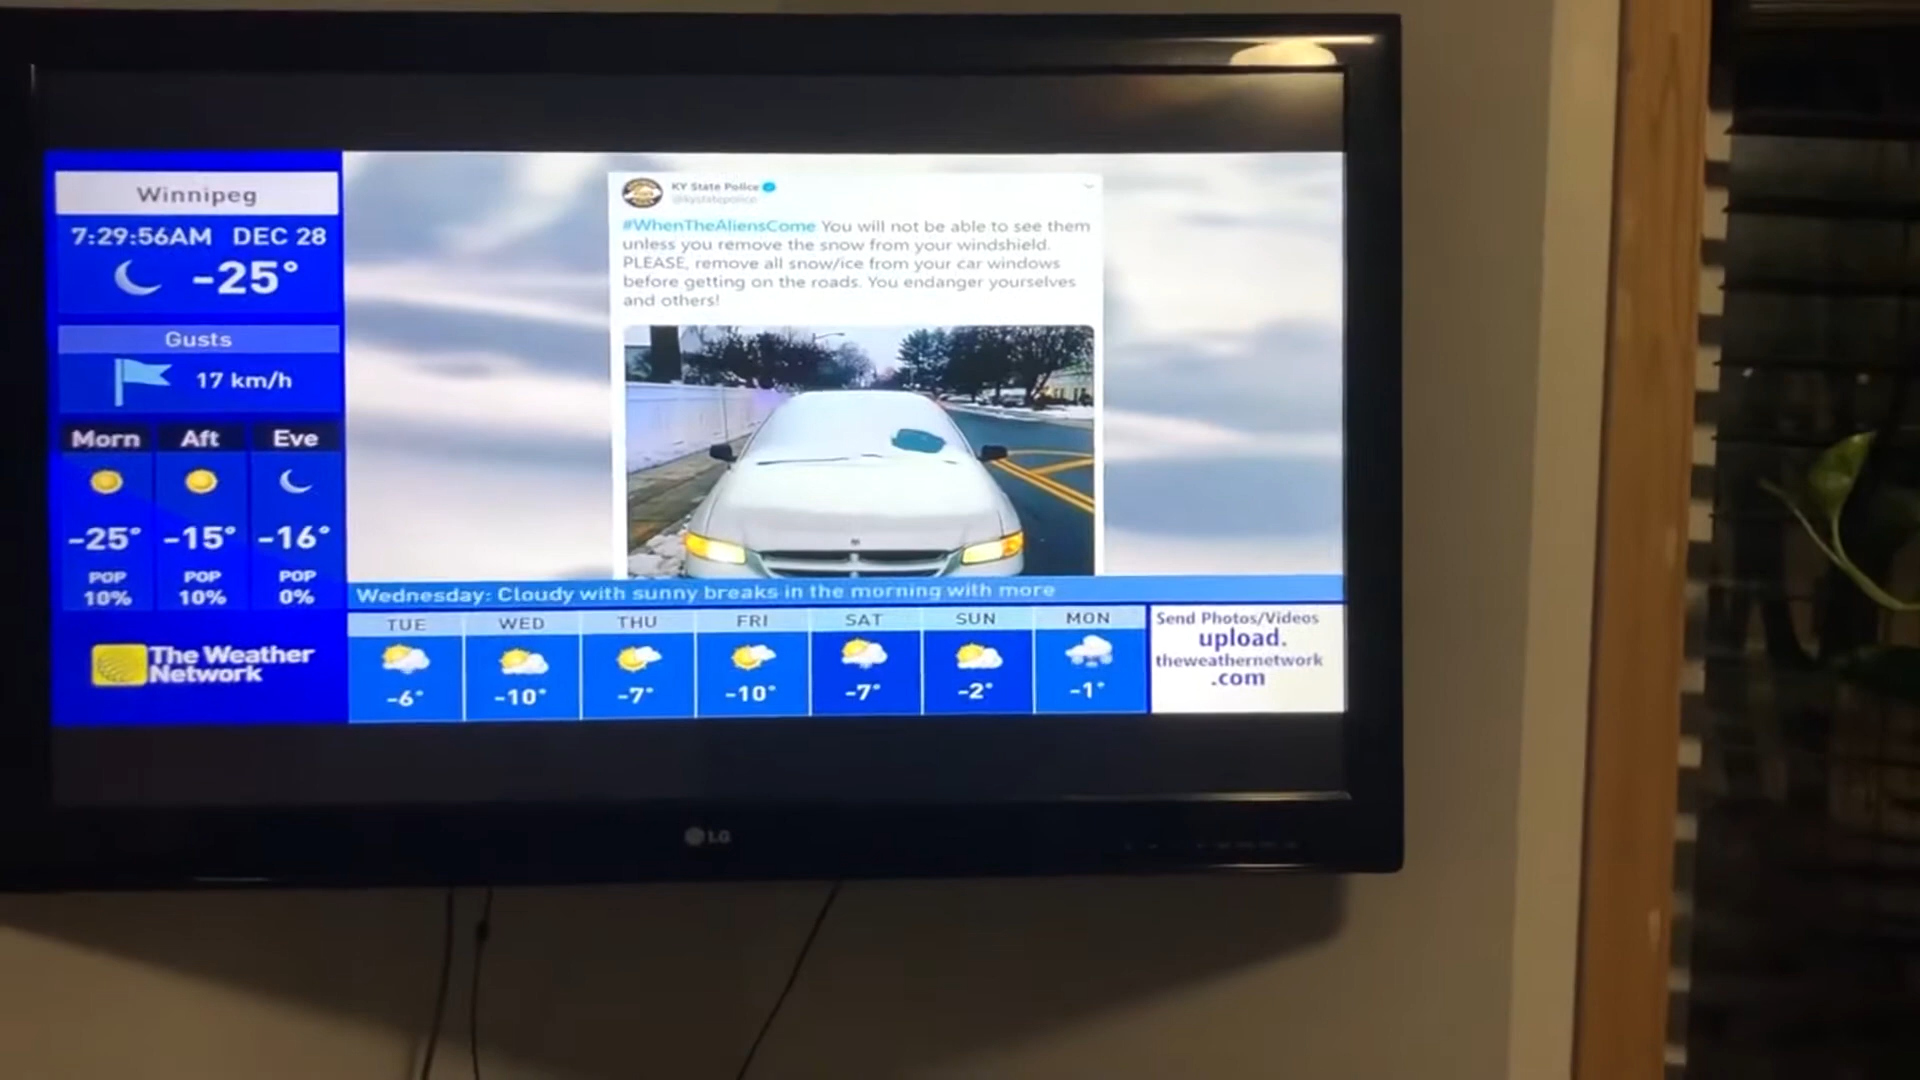 Winnipeg
7:29:56AM DEC 28
-25°
Gusts
17 km/h
Morn Aft Eve
-25° -15° -16°
POP POP POP
10% 10% 0%
The Weather
Network
KY State Police
@kystatepolice
#WhenTheAliensCome You will not be able to see them
unless you remove the snow from your windshield.
PLEASE, remove all snow/ice from your car windows
before getting on the roads. You endanger yourselves
and others!
Wednesday: Cloudy with sunny breaks in the morning with more
TUE WED THU FRI SAT SUN MON
-6° -10° -7° -10° -7° -2° -1°
Send Photos/Videos
upload.
theweathernetwork
.com
LG